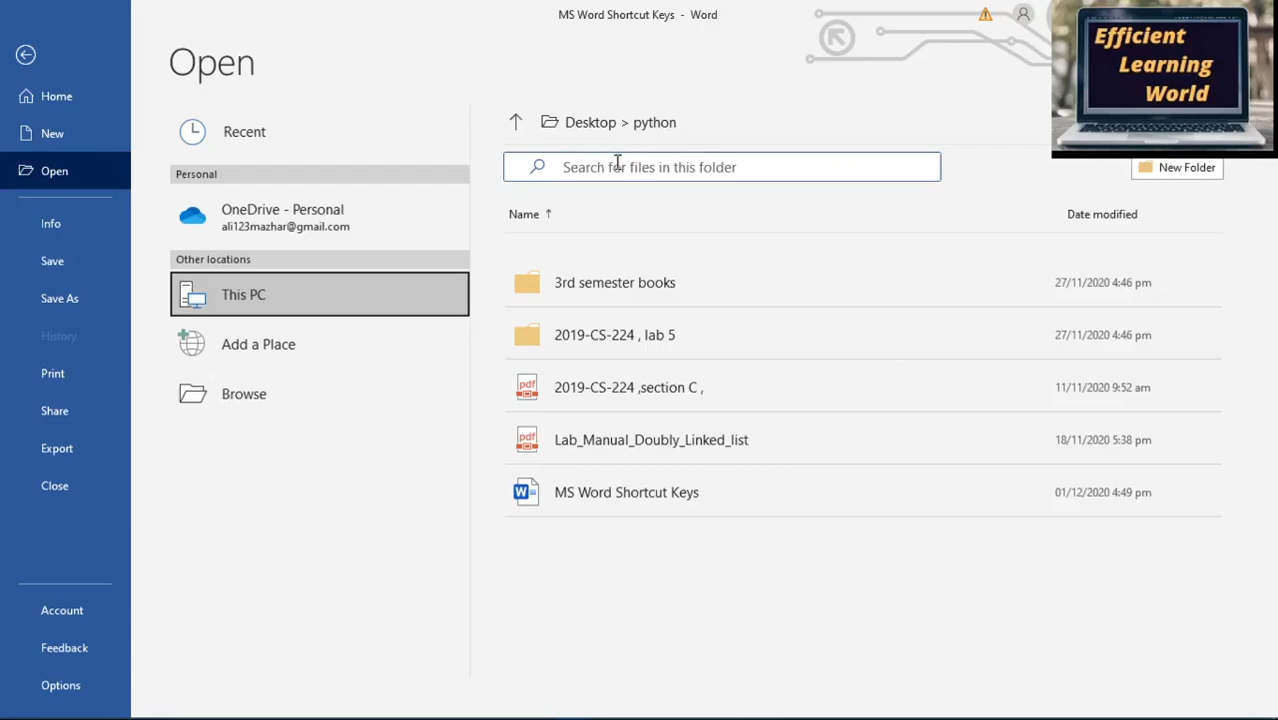 MS Word Shortcut Keys - Word
Efficient
Learning
World
Open
Home
New
Open
Info
Save
Save As
History
Print
Share
Export
Close
Account
Feedback
Options
Recent
Personal
OneDrive - Personal
ali123mazhar@gmail.com
Other locations
This PC
Add a Place
Browse
Desktop > python
Search for files in this folder
New Folder
Name ↑ Date modified
3rd semester books 27/11/2020 4:46 pm
2019-CS-224 , lab 5 27/11/2020 4:46 pm
pdf 2019-CS-224 ,section C , 11/11/2020 9:52 am
pdf Lab_Manual_Doubly_Linked_list 18/11/2020 5:38 pm
W MS Word Shortcut Keys 01/12/2020 4:49 pm